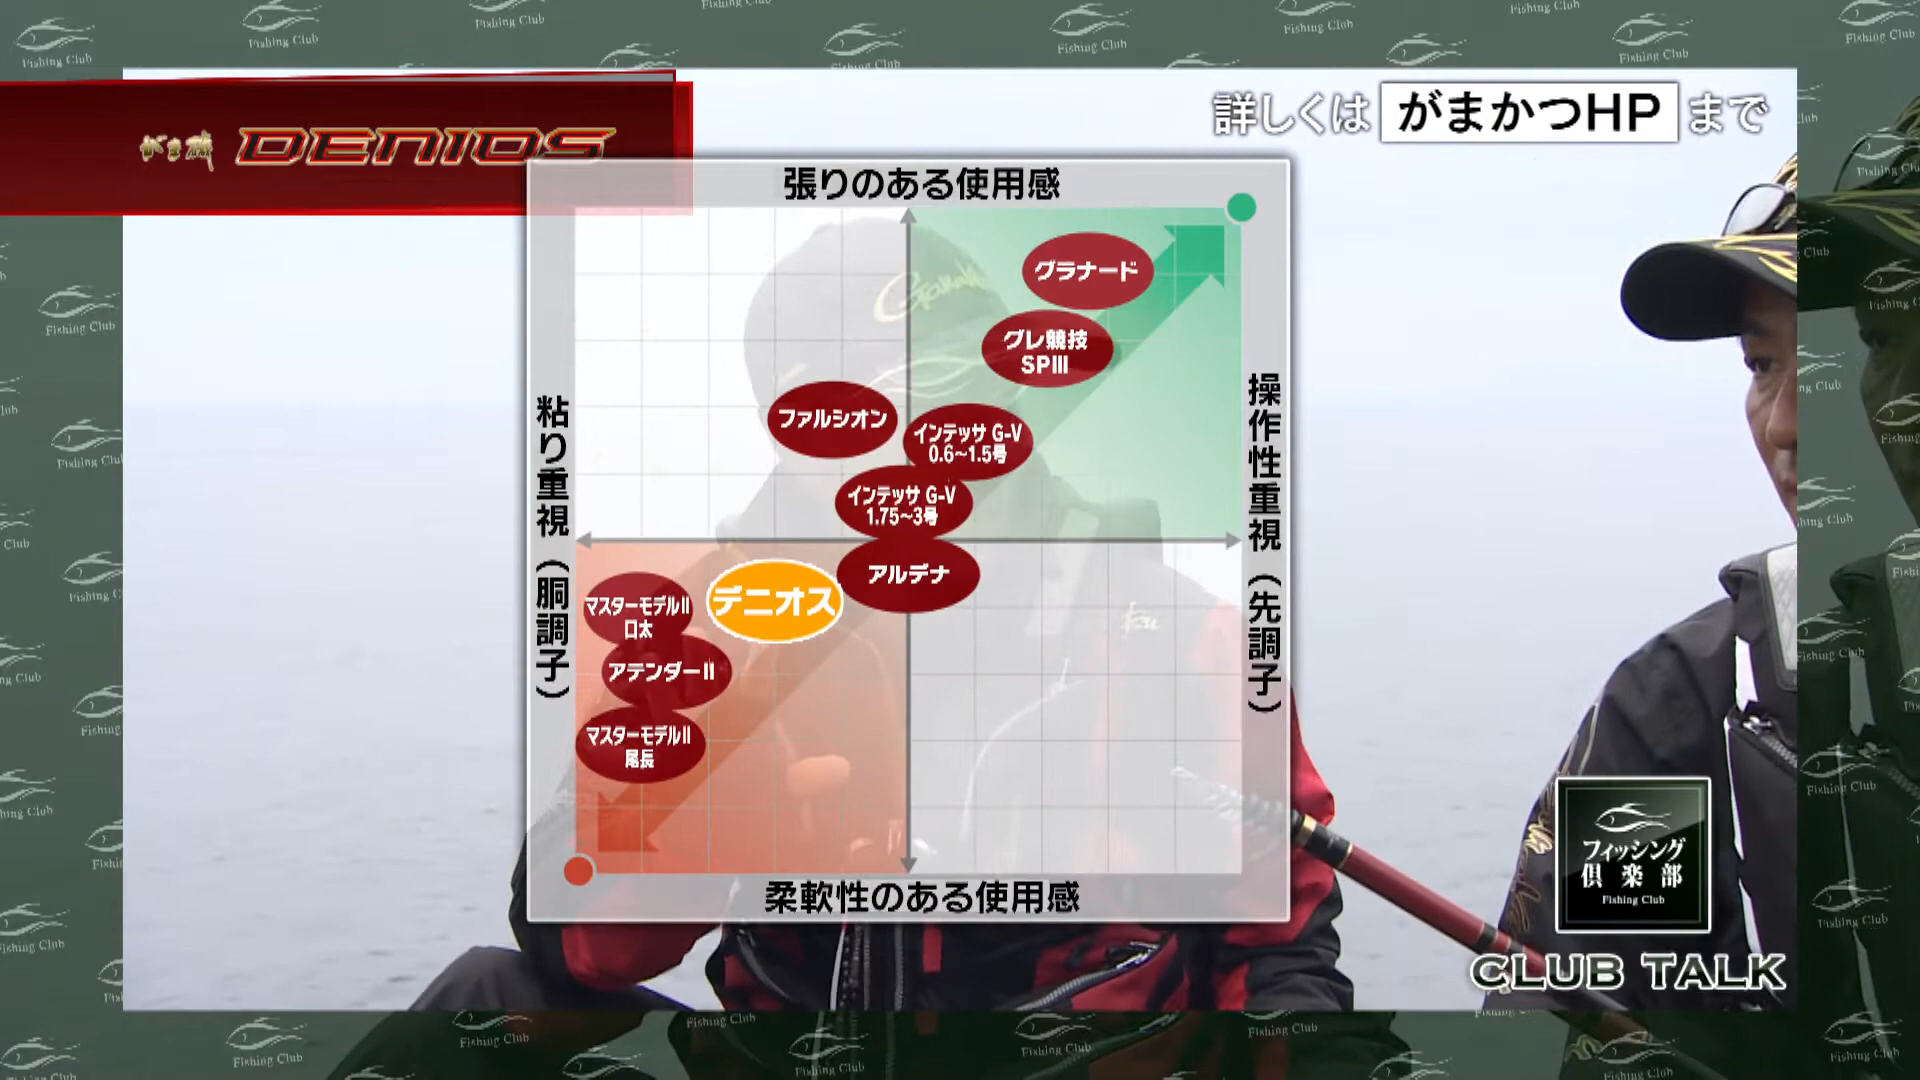 がま磯 DENIOS
詳しくは がまかつHP まで
張りのある使用感
グラナード
グレ競技
SPIII
ファルシオン
インテッサ G-V
0.6~1.5号
インテッサ G-V
1.75~3号
粘り重視(胴調子)
操作性重視(先調子)
アルデナ
デニオス
マスターモデルII
口太
アテンダーII
マスターモデルII
尾長
柔軟性のある使用感
フィッシング
倶楽部
Fishing Club
CLUB TALK